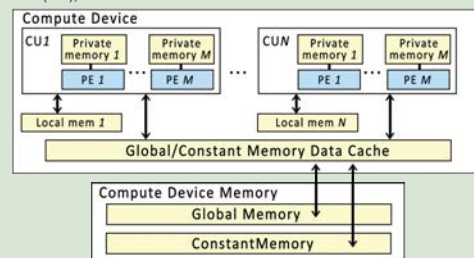 Compute Device
CU1
Private
memory 1
Private
memory M
...
PE 1
PE M
...
CUN
Private
memory 1
Private
memory M
...
PE 1
PE M
Local mem 1
Local mem N
Global/Constant Memory Data Cache
Compute Device Memory
Global Memory
ConstantMemory